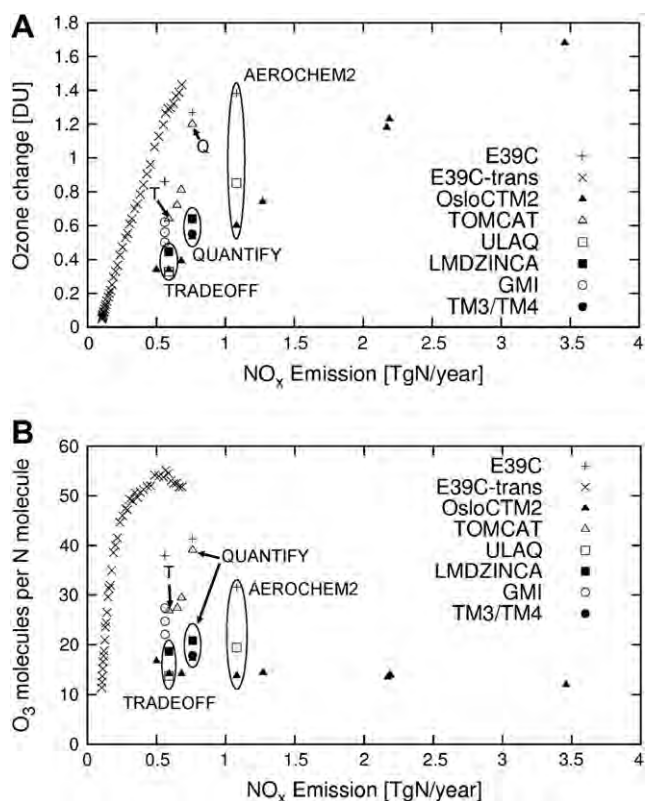 A
Ozone change [DU]
1.8
1.6
1.4
1.2
1
0.8
0.6
0.4
0.2
0
AEROCHEM2
Q
T
QUANTIFY
TRADEOFF
E39C
E39C-trans
OsloCTM2
TOMCAT
ULAQ
LMDZINCA
GMI
TM3/TM4
0 0.5 1 1.5 2 2.5 3 3.5 4
NOx Emission [TgN/year]
B
O3 molecules per N molecule
60
50
40
30
20
10
0
T
QUANTIFY
AEROCHEM2
TRADEOFF
E39C
E39C-trans
OsloCTM2
TOMCAT
ULAQ
LMDZINCA
GMI
TM3/TM4
0 0.5 1 1.5 2 2.5 3 3.5 4
NOx Emission [TgN/year]